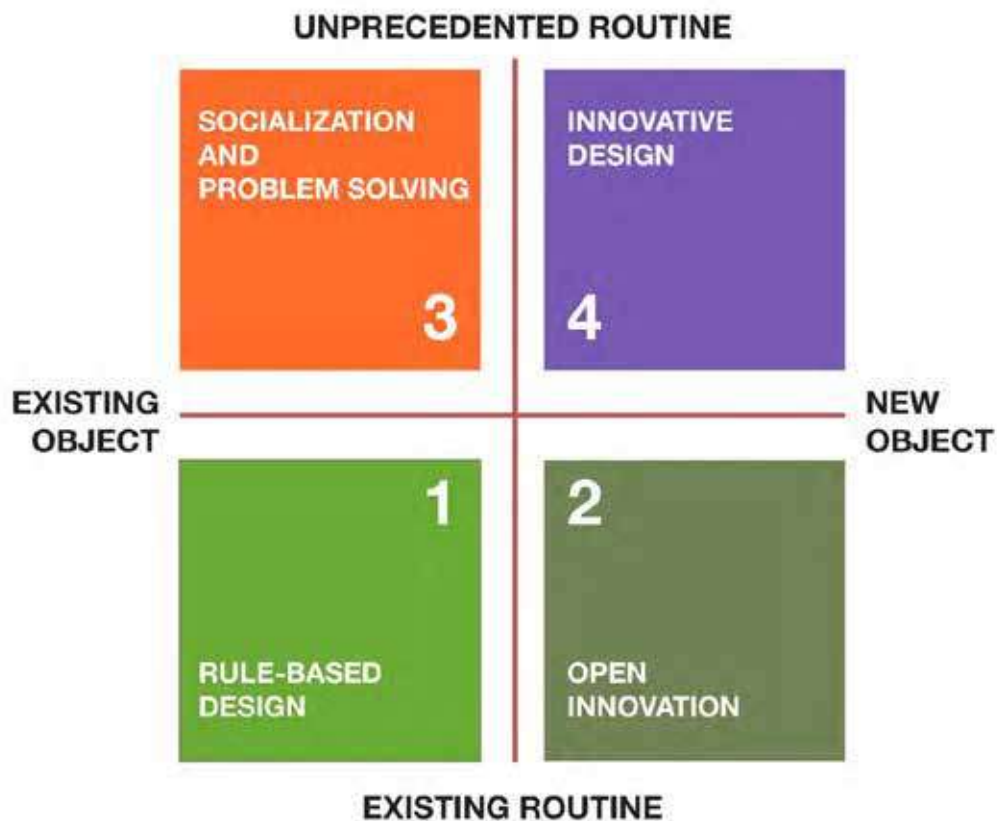 UNPRECEDENTED ROUTINE
SOCIALIZATION
AND
PROBLEM SOLVING
3
INNOVATIVE
DESIGN
4
EXISTING
OBJECT
NEW
OBJECT
1
RULE-BASED
DESIGN
2
OPEN
INNOVATION
EXISTING ROUTINE